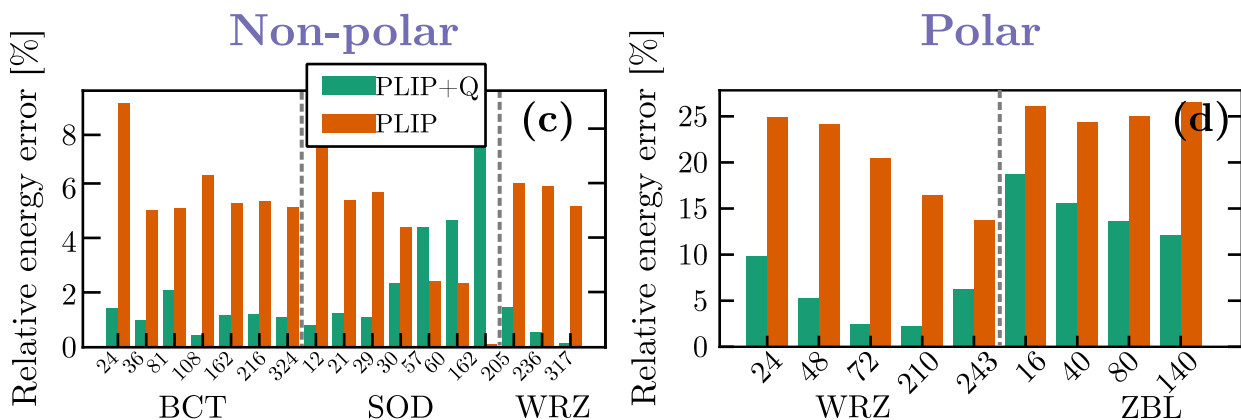 Non-polar
Polar
Relative energy error [%]
8
6
4
2
0
PLIP+Q
PLIP
(c)
24 36 81 108 162 216 324 12 21 29 30 57 60 162 205 236 317
BCT SOD WRZ
Relative energy error [%]
25
20
15
10
5
0
(d)
24 48 72 210 243 16 40 80 140
WRZ ZBL